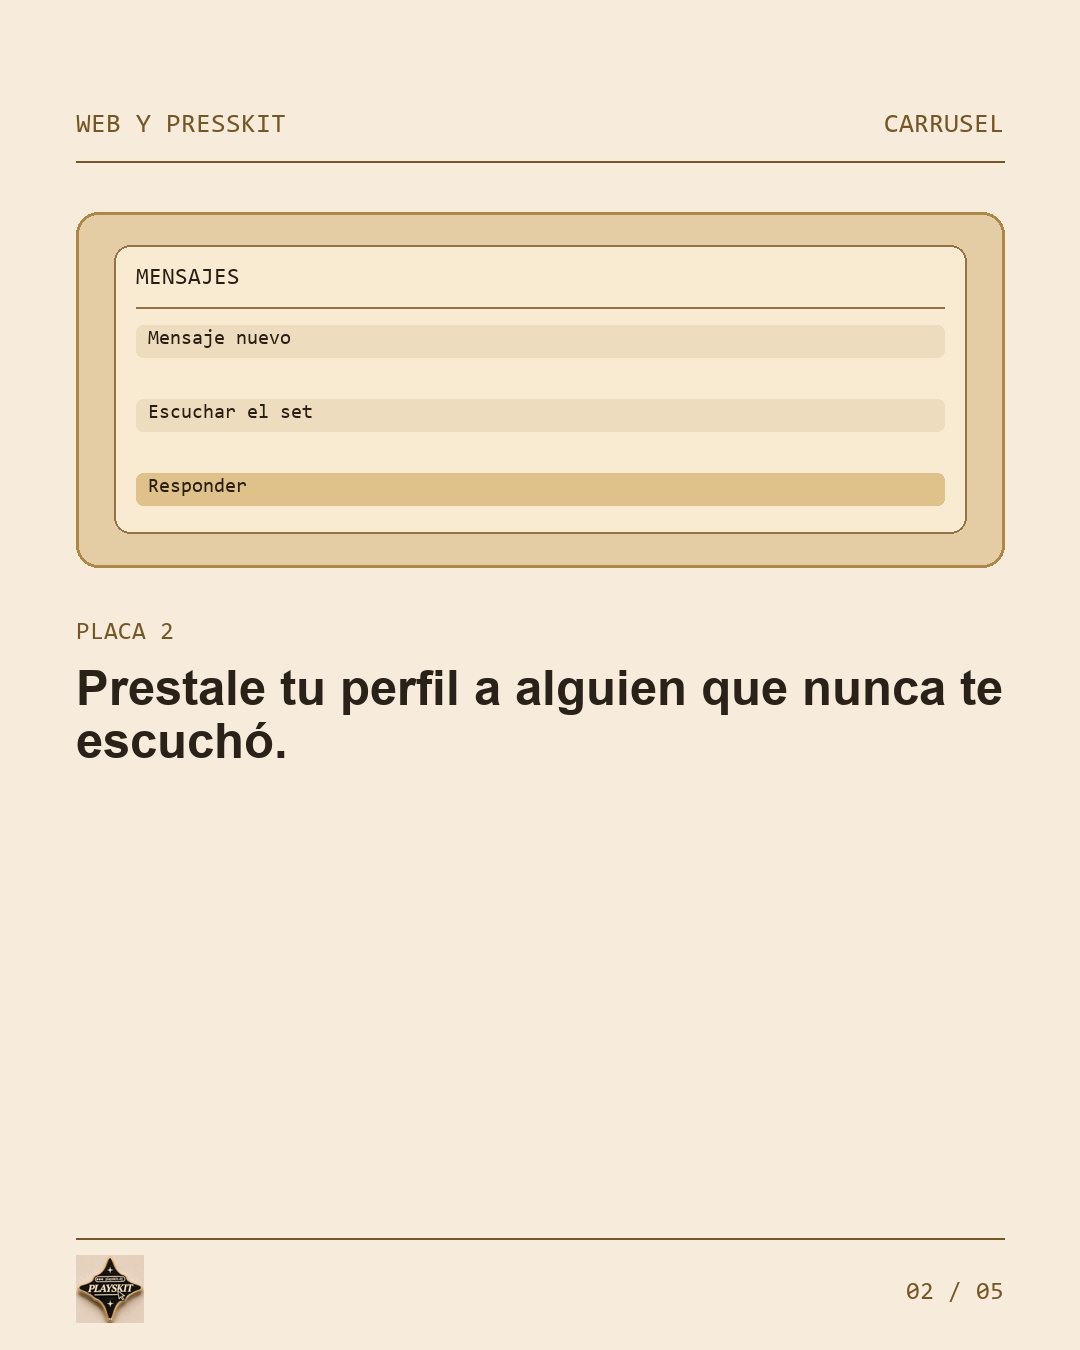 WEB Y PRESSKIT
CARRUSEL
MENSAJES
Mensaje nuevo
Escuchar el set
Responder
PLACA 2
Prestale tu perfil a alguien que nunca te
escuchó.
PLAYSKIT
02 / 05